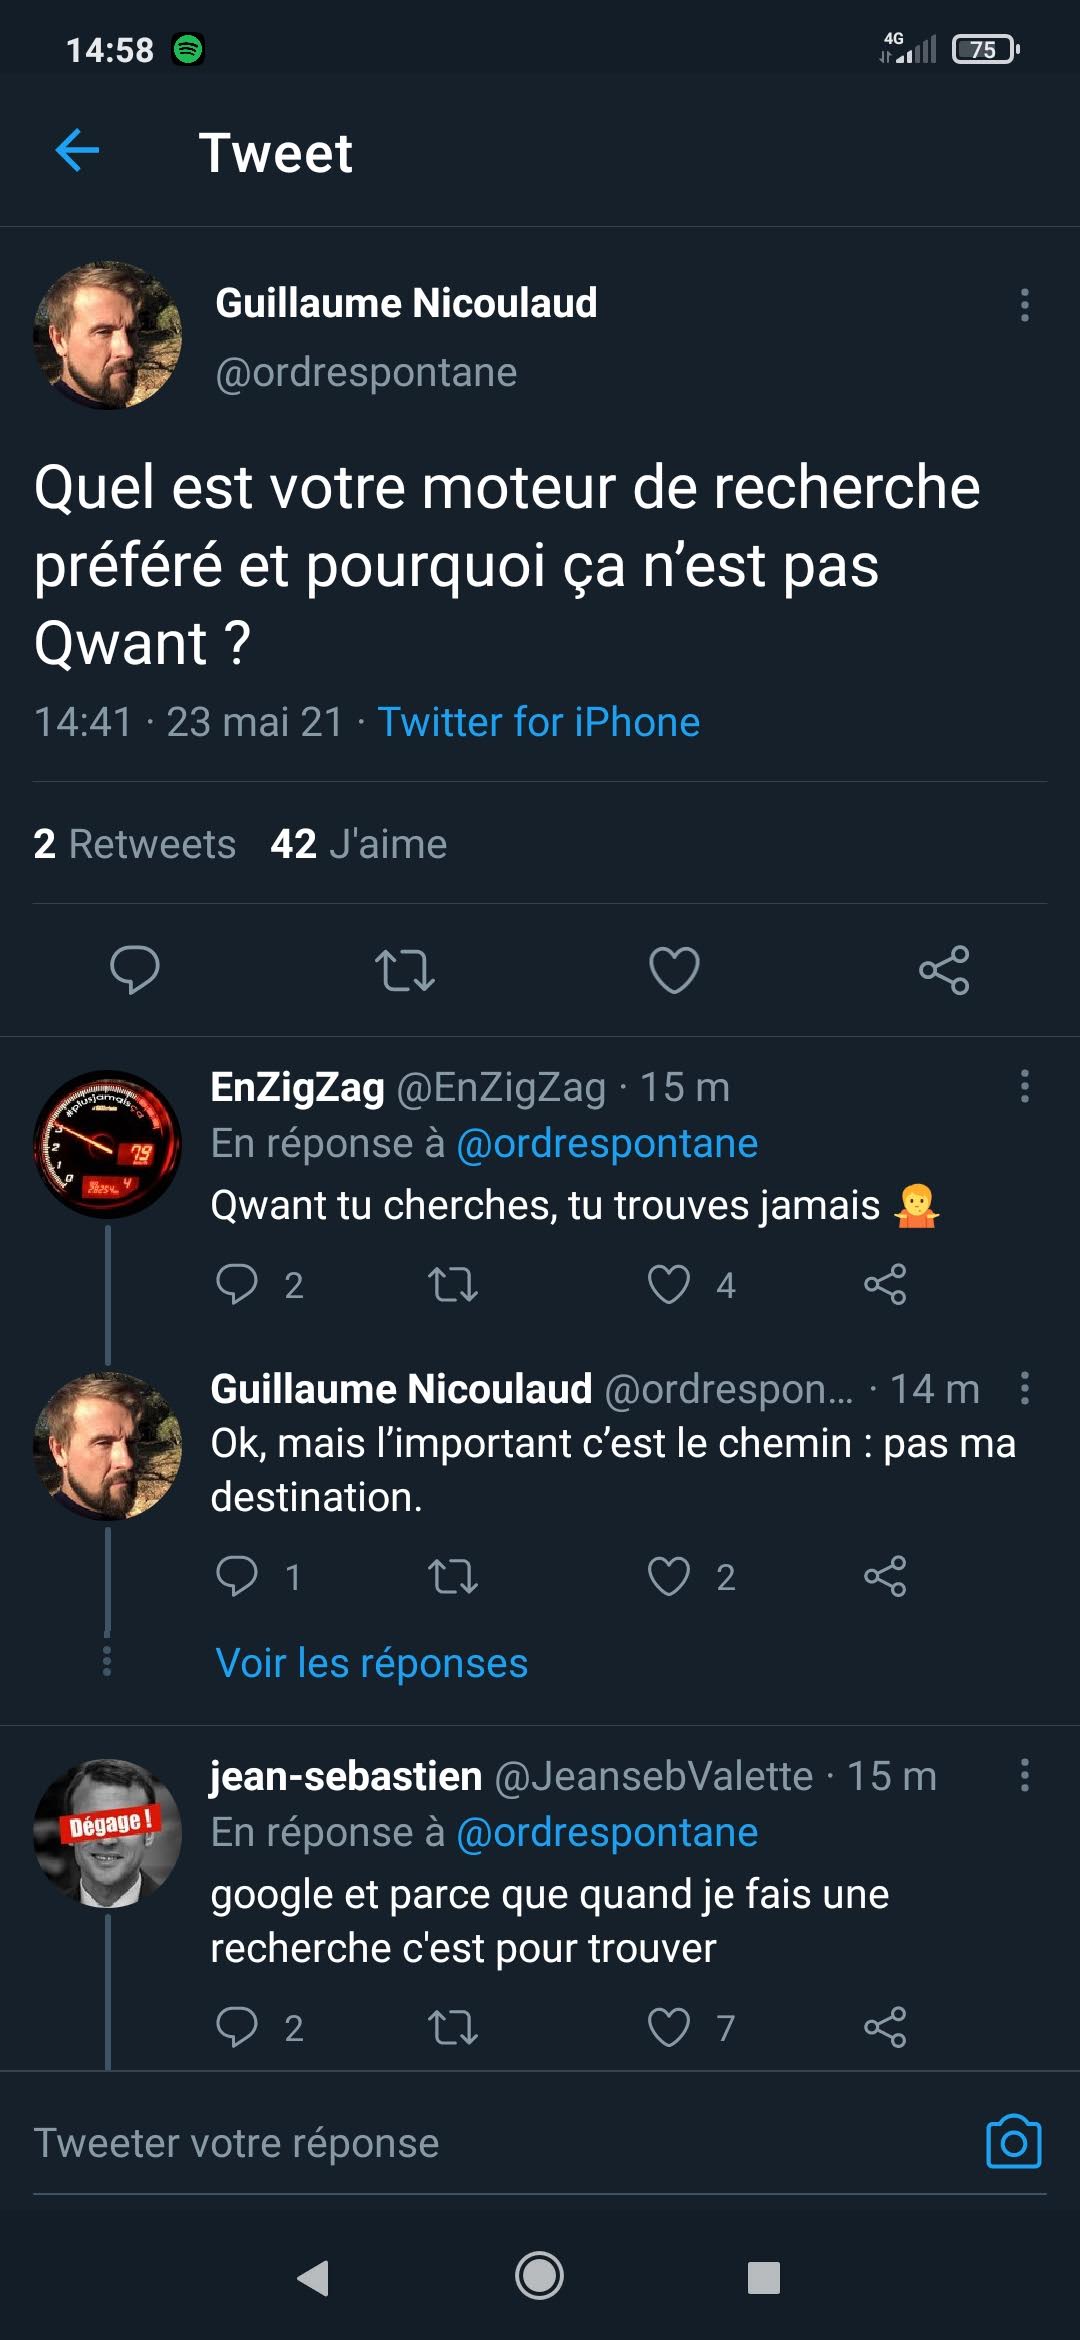 14:58
4G
75
Tweet
Guillaume Nicoulaud
@ordrespontane
Quel est votre moteur de recherche
préféré et pourquoi ça n’est pas
Qwant ?
14:41 · 23 mai 21 · Twitter for iPhone
2 Retweets 42 J'aime
EnZigZag @EnZigZag · 15 m
#plusjamaisça
79
En réponse à @ordrespontane
Qwant tu cherches, tu trouves jamais 🤷
2 4
Guillaume Nicoulaud @ordrespon... · 14 m
Ok, mais l’important c’est le chemin : pas ma
destination.
1 2
Voir les réponses
jean-sebastien @JeansebValette · 15 m
Dégage !
En réponse à @ordrespontane
google et parce que quand je fais une
recherche c'est pour trouver
2 7
Tweeter votre réponse